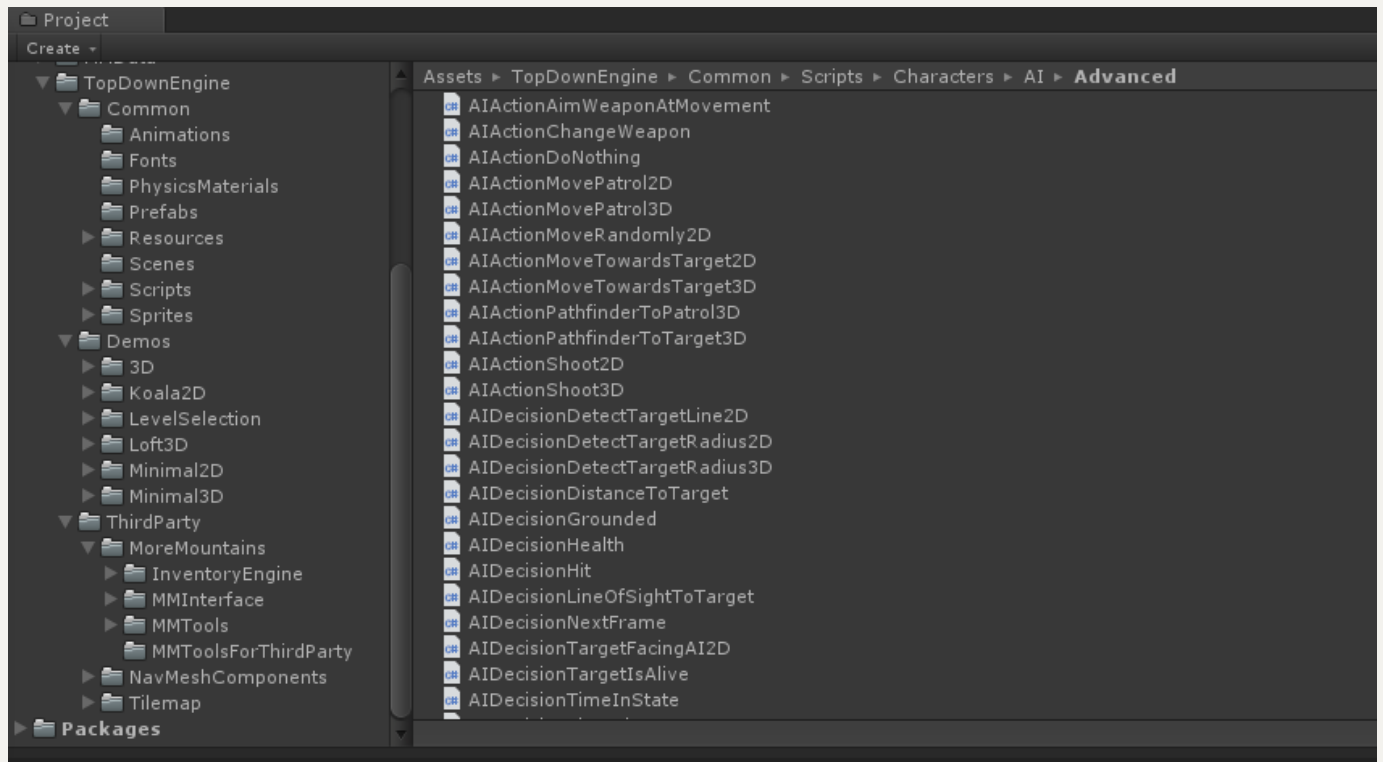 Project
Create
TopDownEngine
Common
Animations
Fonts
PhysicsMaterials
Prefabs
Resources
Scenes
Scripts
Sprites
Demos
3D
Koala2D
LevelSelection
Loft3D
Minimal2D
Minimal3D
ThirdParty
MoreMountains
InventoryEngine
MMInterface
MMTools
MMToolsForThirdParty
NavMeshComponents
Tilemap
Packages
Assets ▸ TopDownEngine ▸ Common ▸ Scripts ▸ Characters ▸ AI ▸ Advanced
AIActionAimWeaponAtMovement
AIActionChangeWeapon
AIActionDoNothing
AIActionMovePatrol2D
AIActionMovePatrol3D
AIActionMoveRandomly2D
AIActionMoveTowardsTarget2D
AIActionMoveTowardsTarget3D
AIActionPathfinderToPatrol3D
AIActionPathfinderToTarget3D
AIActionShoot2D
AIActionShoot3D
AIDecisionDetectTargetLine2D
AIDecisionDetectTargetRadius2D
AIDecisionDetectTargetRadius3D
AIDecisionDistanceToTarget
AIDecisionGrounded
AIDecisionHealth
AIDecisionHit
AIDecisionLineOfSightToTarget
AIDecisionNextFrame
AIDecisionTargetFacingAI2D
AIDecisionTargetIsAlive
AIDecisionTimeInState